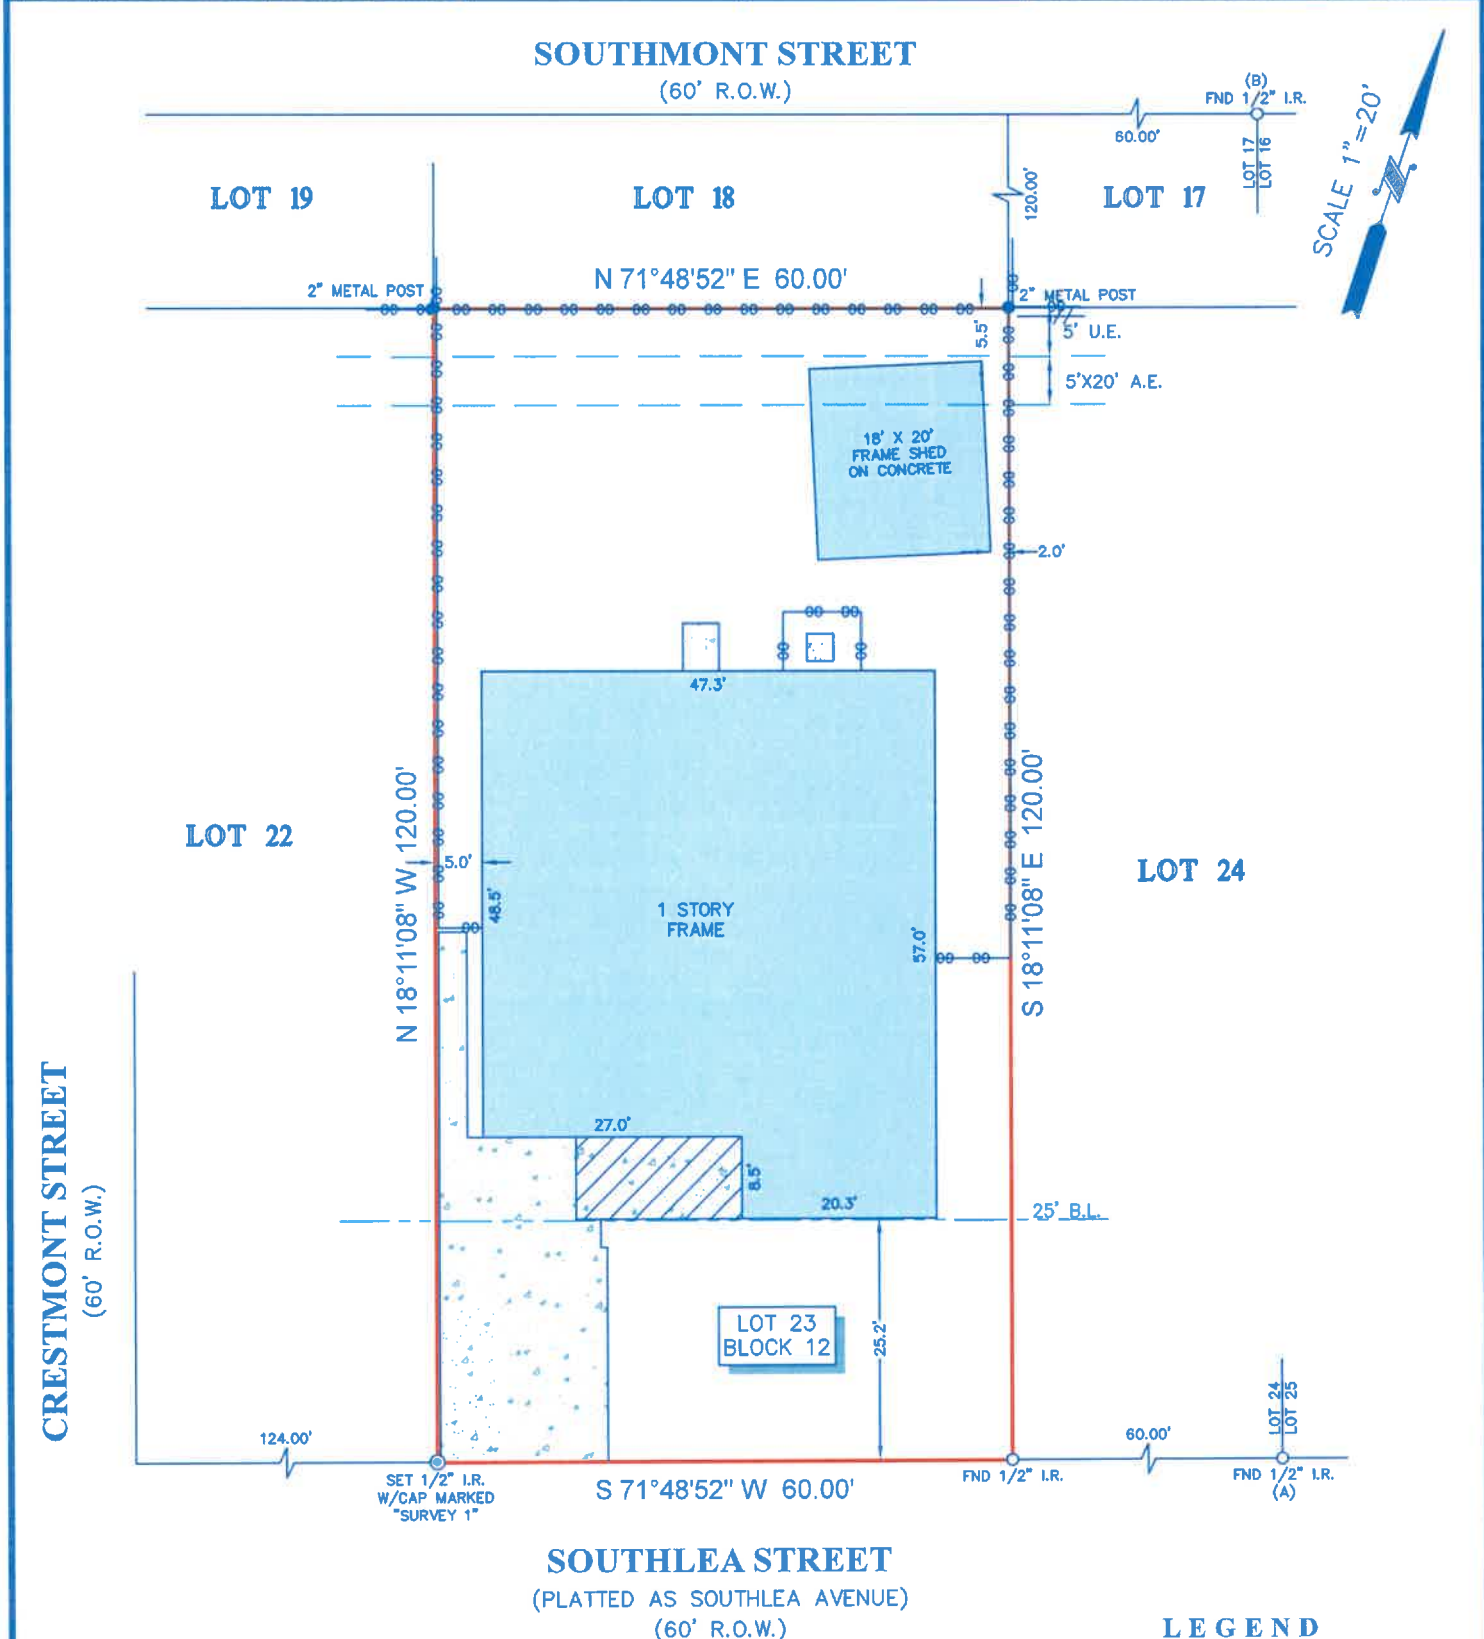 SOUTHMONT STREET
(60' R.O.W.)
(B)
FND 1/2" I.R.
60.00'
LOT 17
LOT 16
SCALE 1"=20'
LOT 19
LOT 18
120.00'
LOT 17
N 71°48'52" E 60.00'
2" METAL POST
2" METAL POST
5.5'
5' U.E.
5'X20' A.E.
18' X 20'
FRAME SHED
ON CONCRETE
2.0'
47.3'
N 18°11'08" W 120.00'
S 18°11'08" E 120.00'
LOT 22
5.0'
48.5'
LOT 24
1 STORY
FRAME
57.0'
27.0'
8.5'
20.3'
25' B.L.
CRESTMONT STREET
(60' R.O.W.)
LOT 23
BLOCK 12
25.2'
LOT 24
LOT 25
124.00'
60.00'
SET 1/2" I.R.
W/CAP MARKED
"SURVEY 1"
S 71°48'52" W 60.00'
FND 1/2" I.R.
FND 1/2" I.R.
(A)
SOUTHLEA STREET
(PLATTED AS SOUTHLEA AVENUE)
(60' R.O.W.)
LEGEND